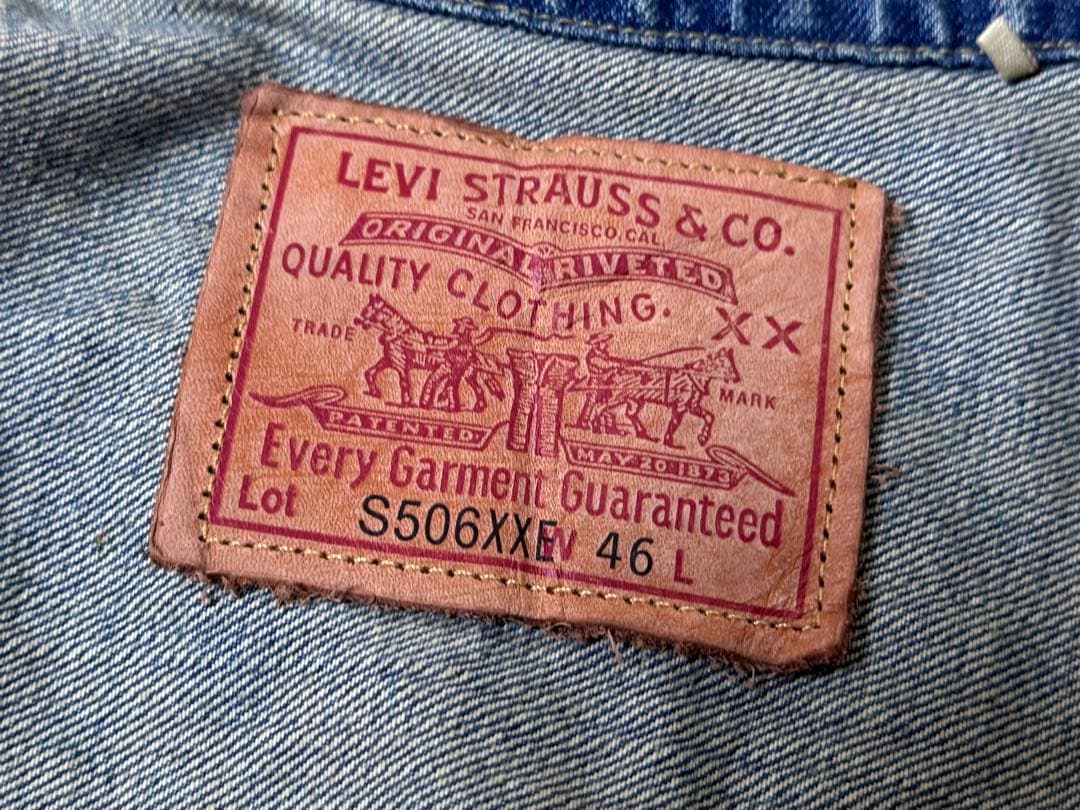 LEVI STRAUSS & CO.
SAN FRANCISCO, CAL.
ORIGINAL RIVETED
QUALITY CLOTHING.
XX
TRADE MARK
PATENTED MAY 20 1873
Every Garment Guaranteed
Lot S506XXE W 46 L